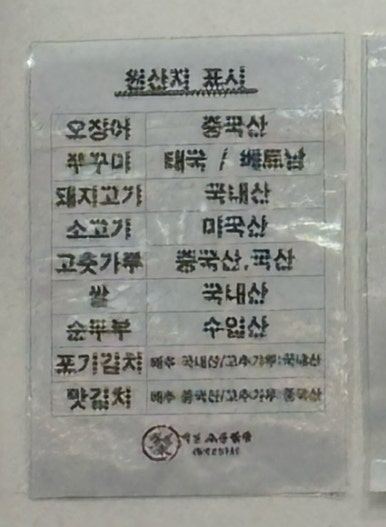 원산지 표시
오징어 중국산
쭈꾸미 태국 / 베트남
돼지고기 국내산
소고기 미국산
고춧가루 중국산, 국산
쌀 국내산
순두부 수입산
포기김치 배추 국내산/고추가루:국내산
맛김치 배추 중국산/고추가루 중국산